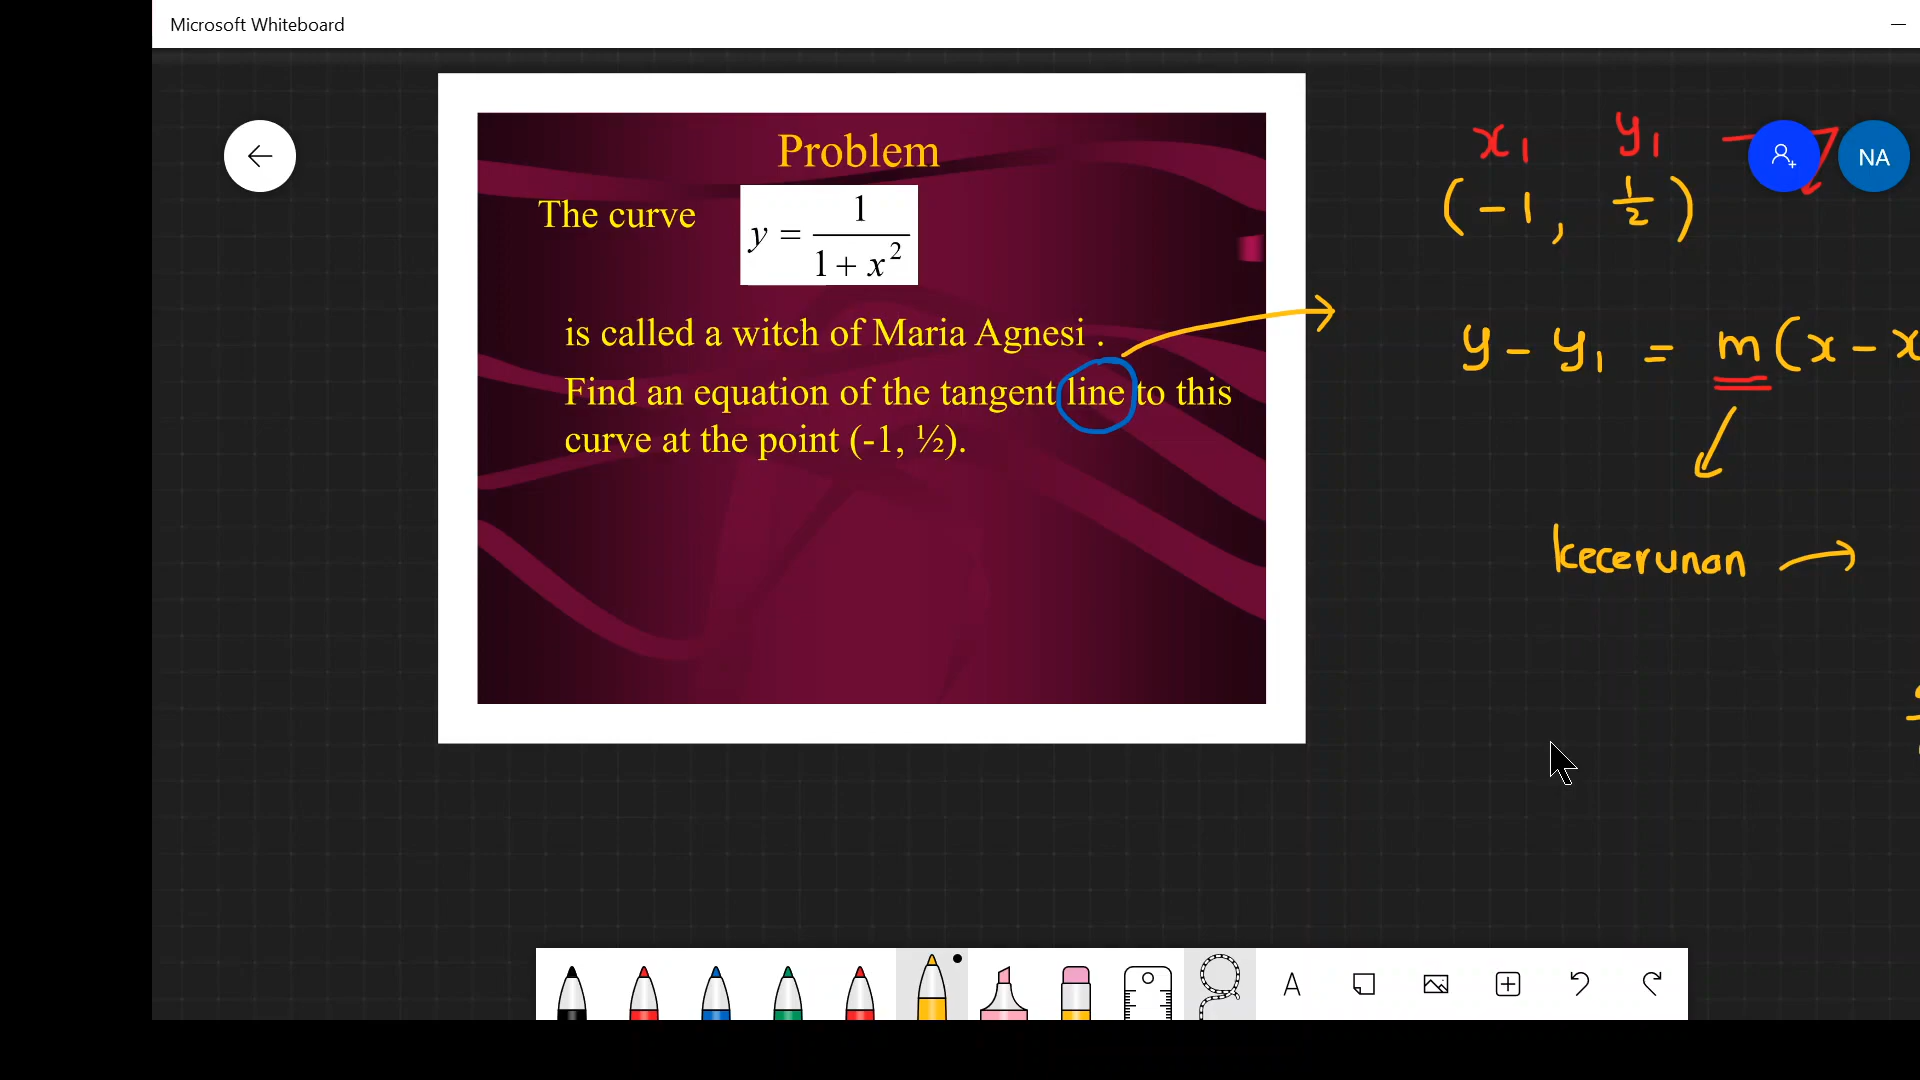 Microsoft Whiteboard
Problem
The curve
y = 1 / (1 + x²)
is called a witch of Maria Agnesi .
Find an equation of the tangent line to this
curve at the point (-1, ½).
x₁ y₁
(-1, 1/2)
NA
y - y₁ = m(x - x
kecerunan
A